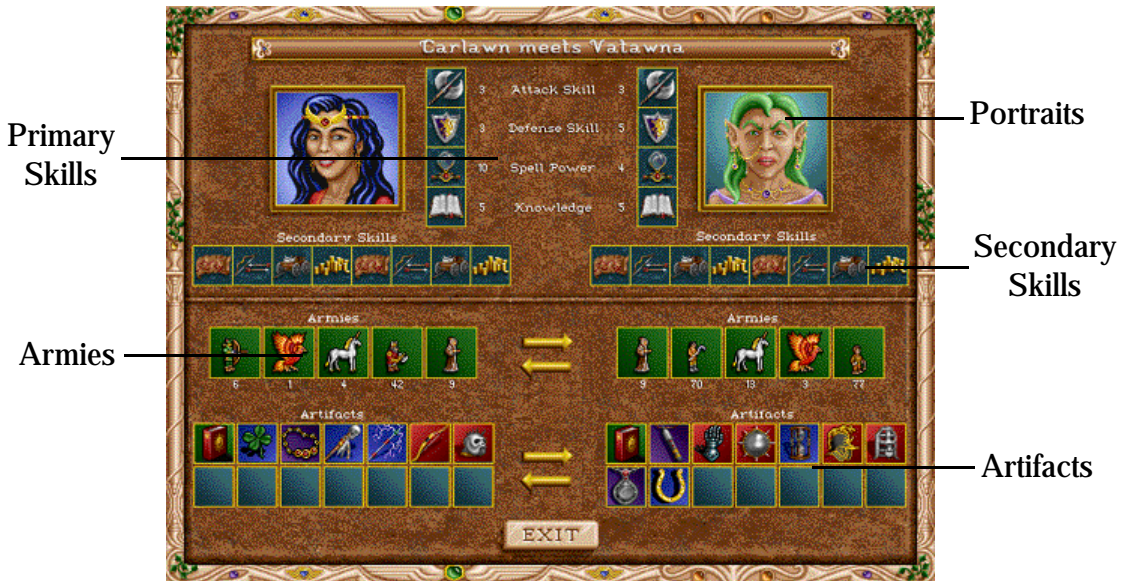 Carlawn meets Vatawna
3 Attack Skill 3
3 Defense Skill 5
10 Spell Power 4
5 Knowledge 5
Primary
Skills
Portraits
Secondary Skills
Secondary Skills
Secondary
Skills
Armies
Armies
Armies
6 1 4 42 9
9 70 13 3 77
Artifacts
Artifacts
Artifacts
EXIT